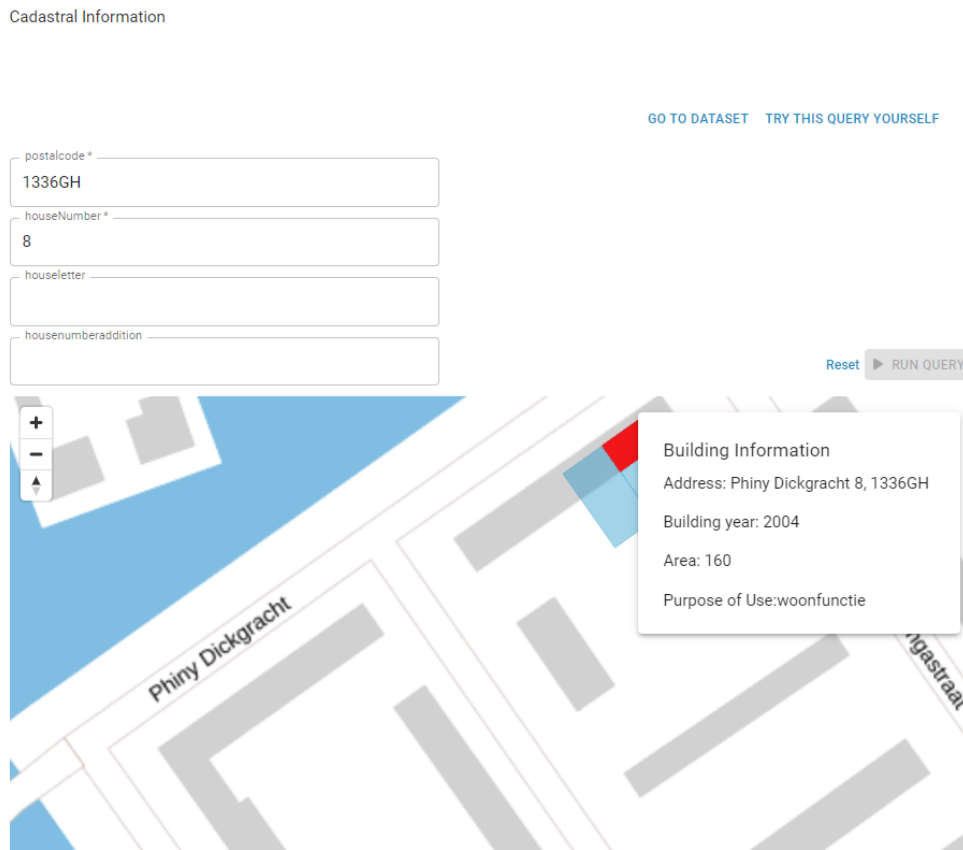 Cadastral Information
GO TO DATASET TRY THIS QUERY YOURSELF
postalcode *
1336GH
houseNumber *
8
houseletter
housenumberaddition
Reset RUN QUERY
Building Information
Address: Phiny Dickgracht 8, 1336GH
Building year: 2004
Area: 160
Purpose of Use:woonfunctie
Phiny Dickgracht
ngastraat